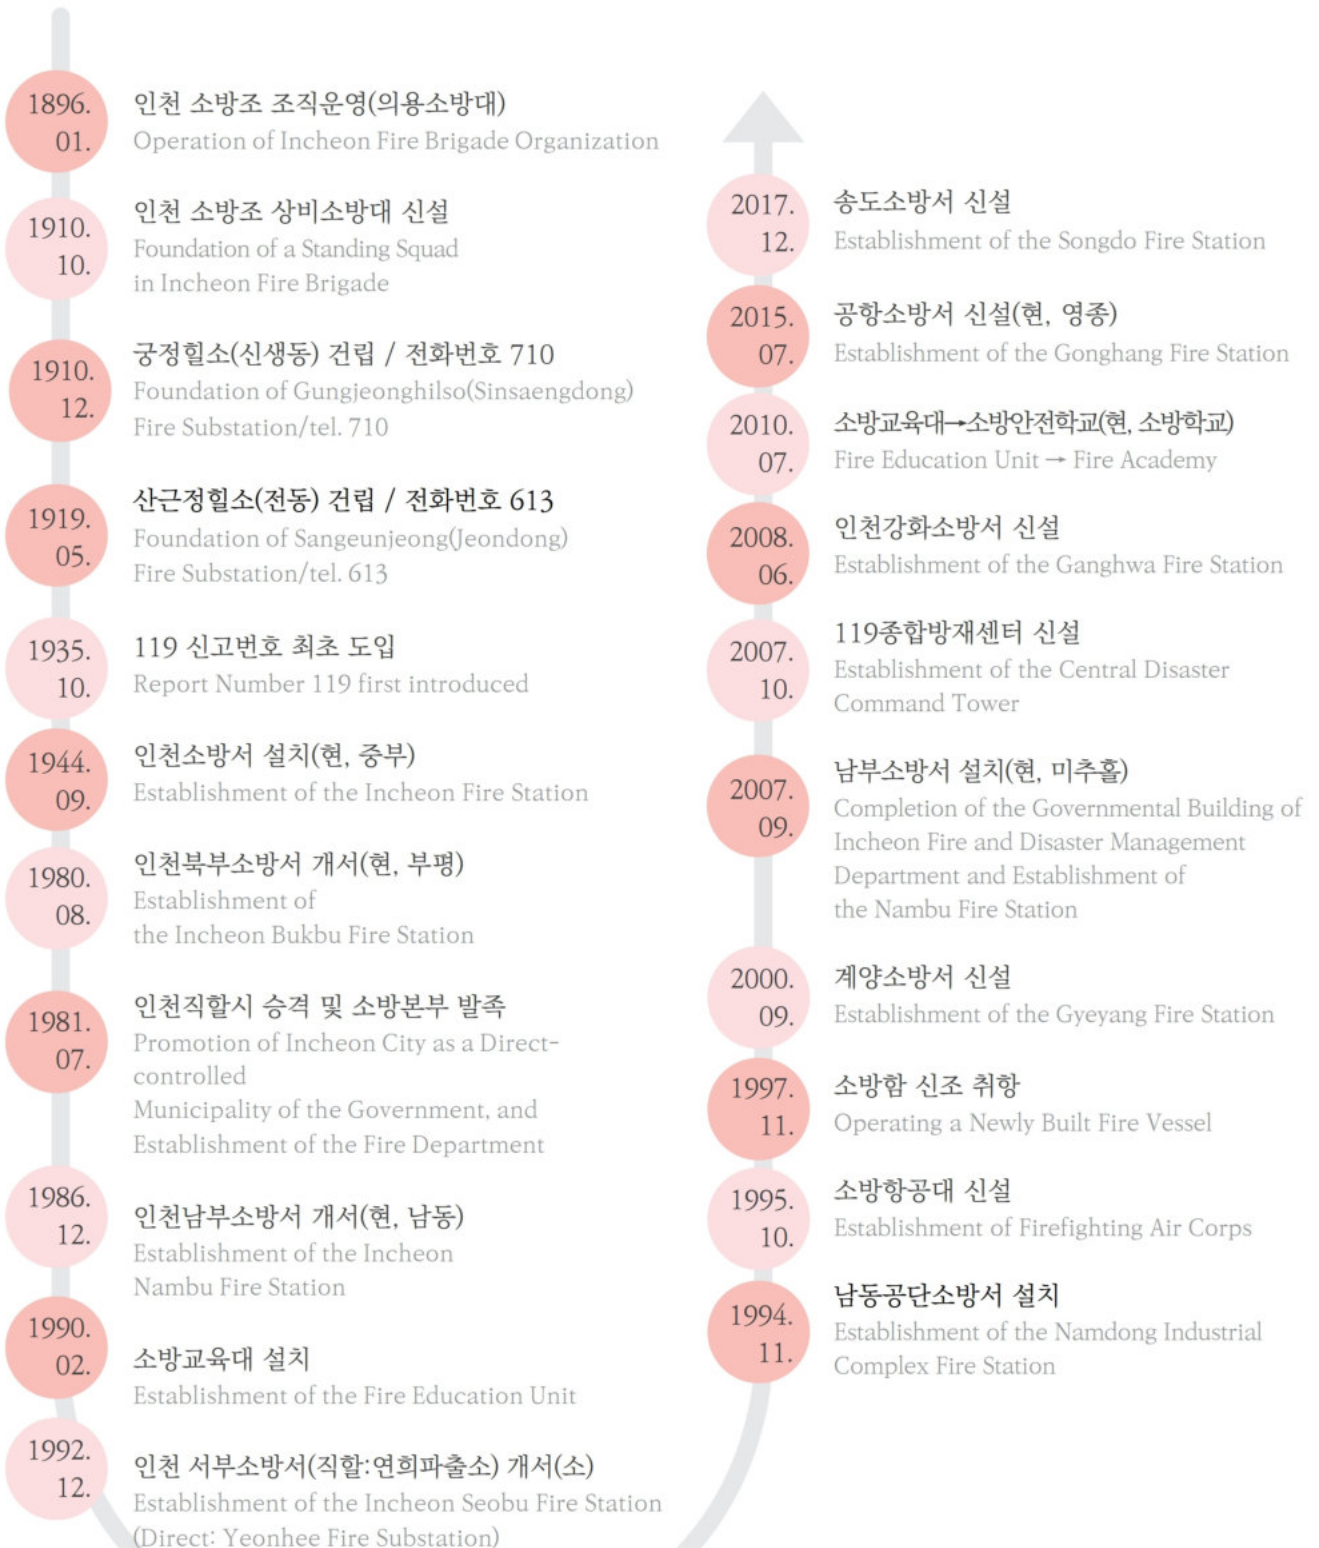 1896.
01.
인천 소방조 조직운영(의용소방대)
Operation of Incheon Fire Brigade Organization
1910.
10.
인천 소방조 상비소방대 신설
Foundation of a Standing Squad
in Incheon Fire Brigade
1910.
12.
궁정힐소(신생동) 건립 / 전화번호 710
Foundation of Gungjeonghilso(Sinsaengdong)
Fire Substation/tel. 710
1919.
05.
산근정힐소(전동) 건립 / 전화번호 613
Foundation of Sangeunjeong(Jeondong)
Fire Substation/tel. 613
1935.
10.
119 신고번호 최초 도입
Report Number 119 first introduced
1944.
09.
인천소방서 설치(현, 중부)
Establishment of the Incheon Fire Station
1980.
08.
인천북부소방서 개서(현, 부평)
Establishment of
the Incheon Bukbu Fire Station
1981.
07.
인천직할시 승격 및 소방본부 발족
Promotion of Incheon City as a Direct-
controlled
Municipality of the Government, and
Establishment of the Fire Department
1986.
12.
인천남부소방서 개서(현, 남동)
Establishment of the Incheon
Nambu Fire Station
1990.
02.
소방교육대 설치
Establishment of the Fire Education Unit
1992.
12.
인천 서부소방서(직할:연희파출소) 개서(소)
Establishment of the Incheon Seobu Fire Station
(Direct: Yeonhee Fire Substation)
2017.
12.
송도소방서 신설
Establishment of the Songdo Fire Station
2015.
07.
공항소방서 신설(현, 영종)
Establishment of the Gonghang Fire Station
2010.
07.
소방교육대→소방안전학교(현, 소방학교)
Fire Education Unit → Fire Academy
2008.
06.
인천강화소방서 신설
Establishment of the Ganghwa Fire Station
2007.
10.
119종합방재센터 신설
Establishment of the Central Disaster
Command Tower
2007.
09.
남부소방서 설치(현, 미추홀)
Completion of the Governmental Building of
Incheon Fire and Disaster Management
Department and Establishment of
the Nambu Fire Station
2000.
09.
계양소방서 신설
Establishment of the Gyeyang Fire Station
1997.
11.
소방함 신조 취항
Operating a Newly Built Fire Vessel
1995.
10.
소방항공대 신설
Establishment of Firefighting Air Corps
1994.
11.
남동공단소방서 설치
Establishment of the Namdong Industrial
Complex Fire Station